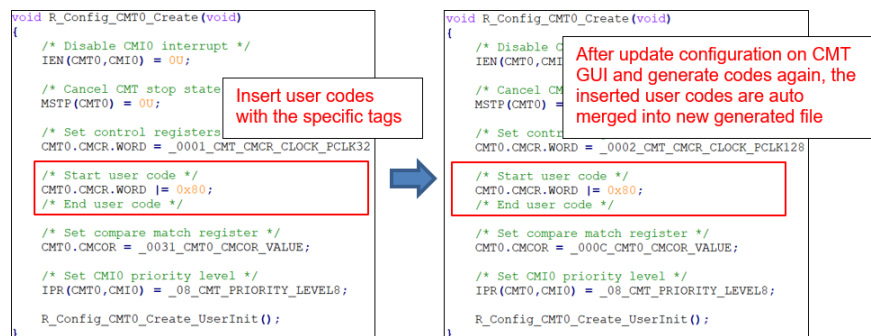 void R_Config_CMT0_Create(void)
{
/* Disable CMI0 interrupt */
IEN(CMT0,CMI0) = 0U;
/* Cancel CMT stop state
MSTP(CMT0) = 0U;
/* Set control registers
CMT0.CMCR.WORD = _0001_CMT_CMCR_CLOCK_PCLK32
/* Start user code */
CMT0.CMCR.WORD |= 0x80;
/* End user code */
/* Set compare match register */
CMT0.CMCOR = _0031_CMT0_CMCOR_VALUE;
/* Set CMI0 priority level */
IPR(CMT0,CMI0) = _08_CMT_PRIORITY_LEVEL8;
R_Config_CMT0_Create_UserInit();
}
Insert user codes
with the specific tags
void R_Config_CMT0_Create(void)
{
/* Disable C
IEN(CMT0,CMI
/* Cancel CM
MSTP(CMT0) =
/* Set contr
CMT0.CMCR.WORD = _0002_CMT_CMCR_CLOCK_PCLK128
/* Start user code */
CMT0.CMCR.WORD |= 0x80;
/* End user code */
/* Set compare match register */
CMT0.CMCOR = _000C_CMT0_CMCOR_VALUE;
/* Set CMI0 priority level */
IPR(CMT0,CMI0) = _08_CMT_PRIORITY_LEVEL8;
R_Config_CMT0_Create_UserInit();
}
After update configuration on CMT
GUI and generate codes again, the
inserted user codes are auto
merged into new generated file